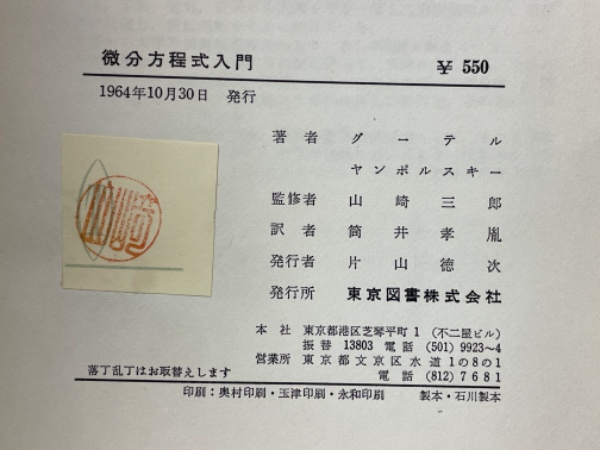 微分方程式入門 ¥ 550
1964年10月30日 発行
著者 グーテル
ヤンポルスキー
監修者 山崎三郎
訳者 筒井孝胤
発行者 片山徳次
発行所 東京図書株式会社
本社 東京都港区芝琴平町1(不二屋ビル)
振替 13803 電話 (501) 9923~4
営業所 東京都文京区水道1の8の1
電話 (812) 7681
落丁乱丁はお取替えします
印刷:奥村印刷・玉津印刷・永和印刷 製本・石川製本